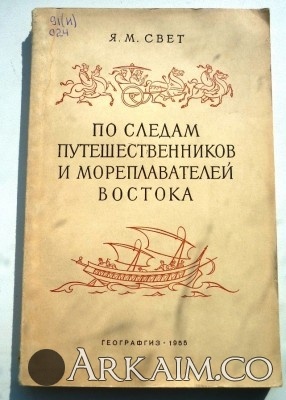 91(И)
С24
Я. М. СВЕТ
ПО СЛЕДАМ
ПУТЕШЕСТВЕННИКОВ
И МОРЕПЛАВАТЕЛЕЙ
ВОСТОКА
ГЕОГРАФГИЗ · 1955
ARKAIM.CO